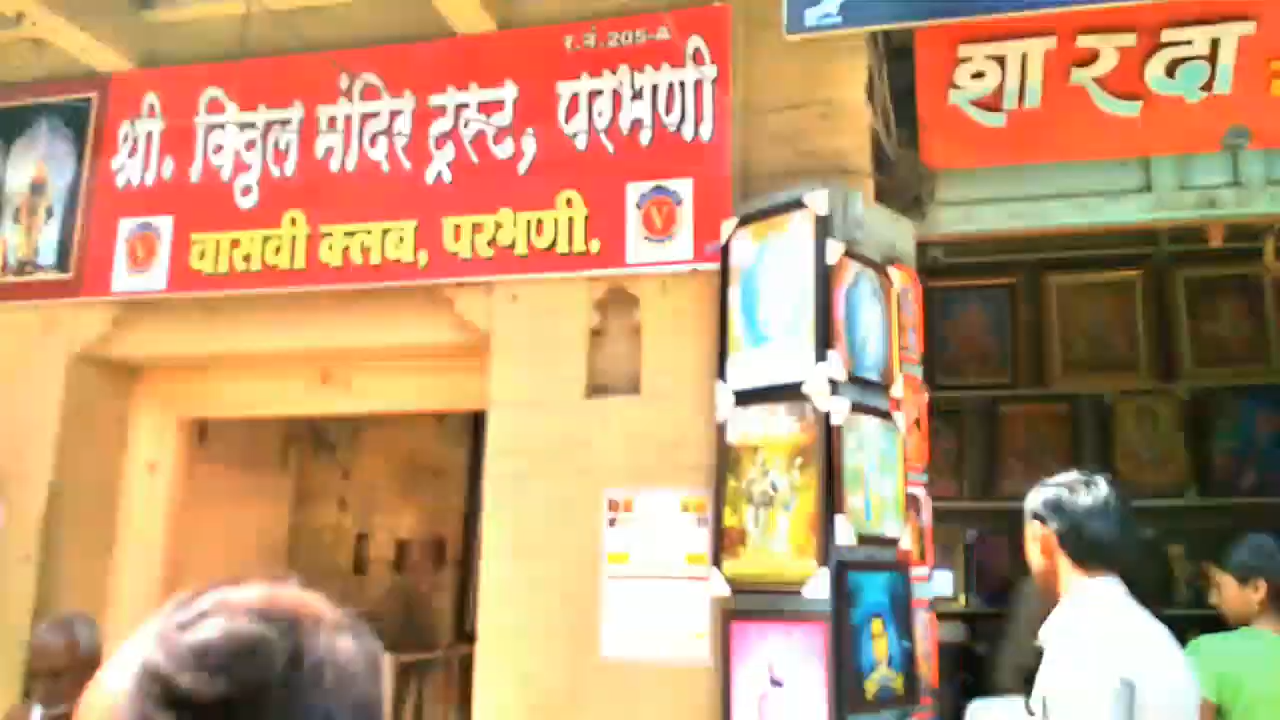 र.नं.205-A
श्री. विठ्ठल मंदिर ट्रस्ट, परभणी
V वासवी क्लब, परभणी. V
शारदा